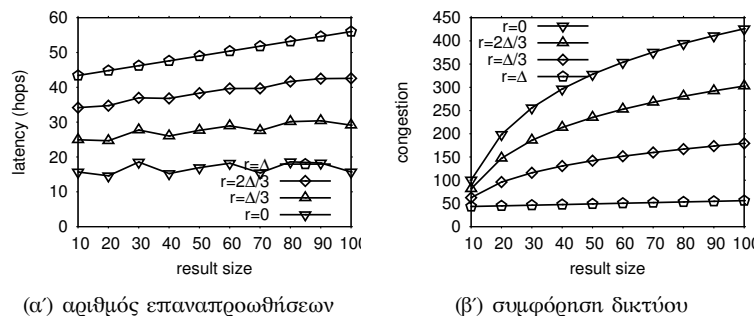 60
50
40
30
20
10
0
latency (hops)
r=Δ
r=2Δ/3
r=Δ/3
r=0
10 20 30 40 50 60 70 80 90 100
result size
(αʹ) αριθμός επαναπροωθήσεων
450
400
350
300
250
200
150
100
50
0
congestion
r=0
r=2Δ/3
r=Δ/3
r=Δ
10 20 30 40 50 60 70 80 90 100
result size
(βʹ) συμφόρηση δικτύου